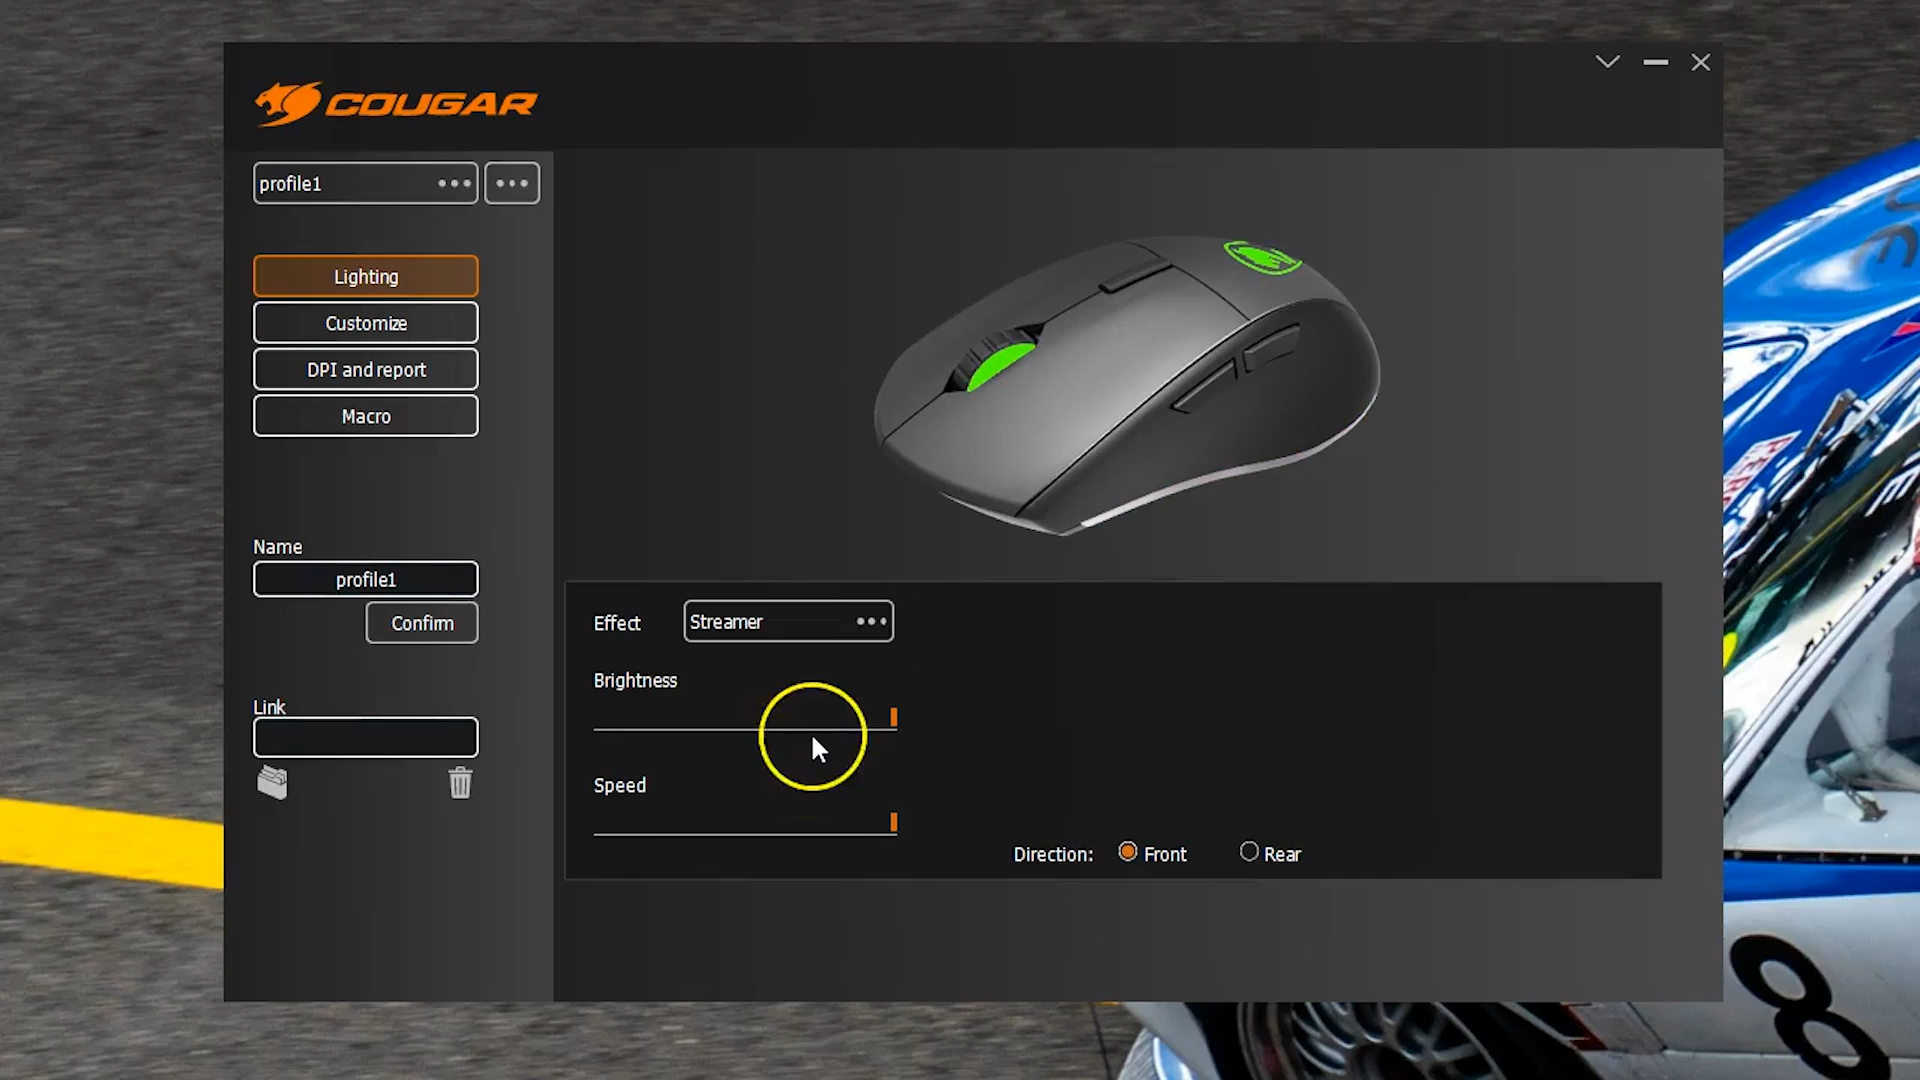 COUGAR
profile1
Lighting
Customize
DPI and report
Macro
Name
profile1
Confirm
Link
Effect Streamer
Brightness
Speed
Direction: Front Rear
8